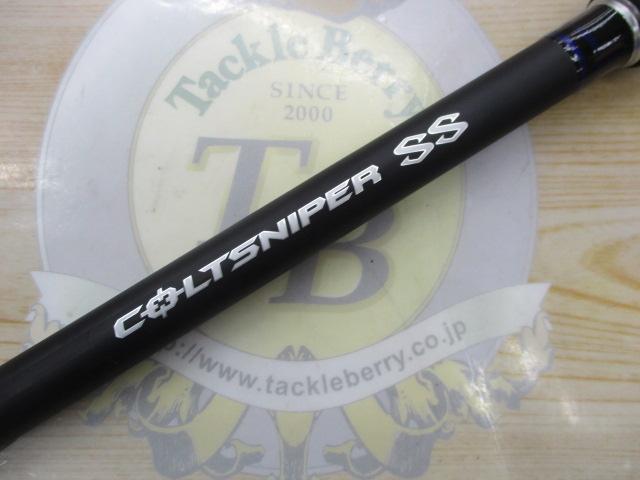 Tackle Berry
SINCE
2000
TB
COLTSNIPER SS
://www.tackleberry.co.jp